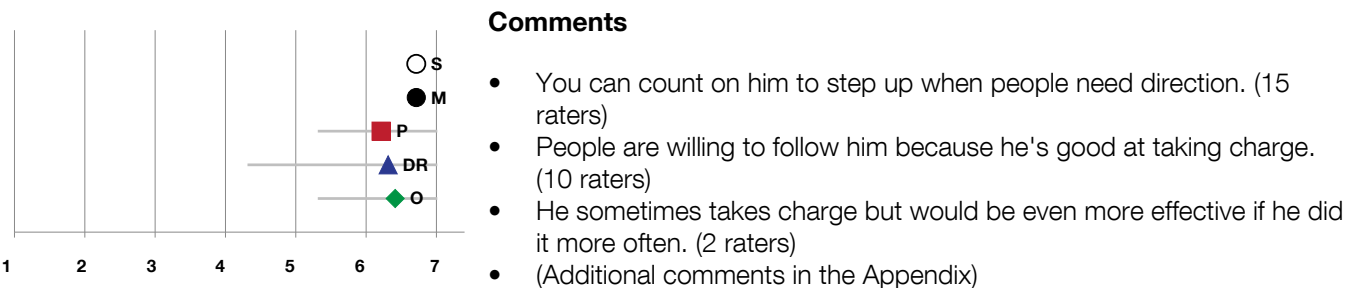 Comments
S
M
P
DR
O
1 2 3 4 5 6 7
• You can count on him to step up when people need direction. (15
raters)
• People are willing to follow him because he's good at taking charge.
(10 raters)
• He sometimes takes charge but would be even more effective if he did
it more often. (2 raters)
• (Additional comments in the Appendix)